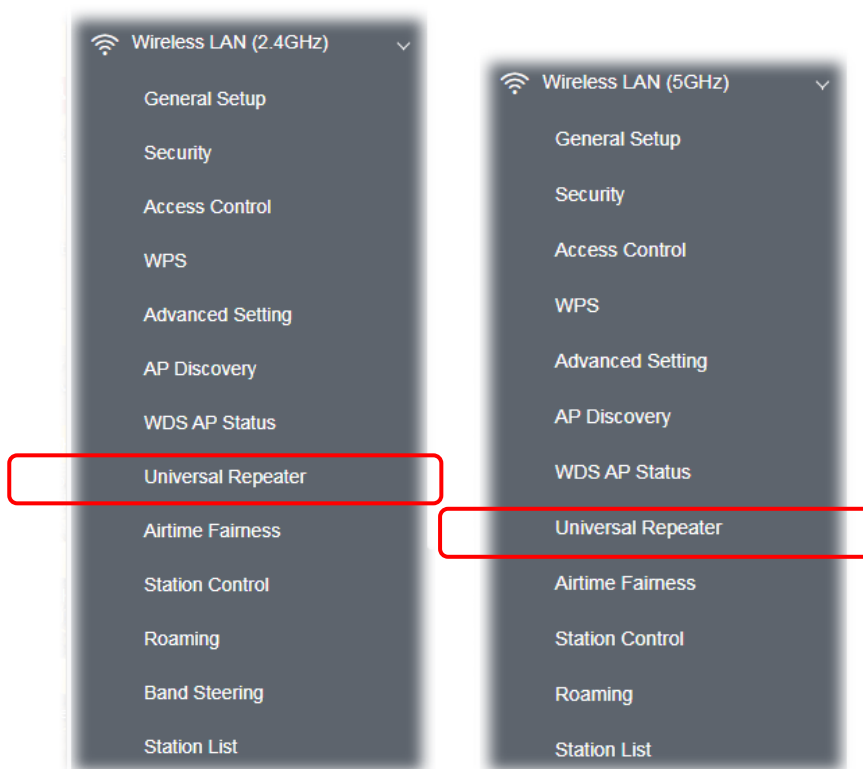 Wireless LAN (2.4GHz)
General Setup
Security
Access Control
WPS
Advanced Setting
AP Discovery
WDS AP Status
Universal Repeater
Airtime Fairness
Station Control
Roaming
Band Steering
Station List
Wireless LAN (5GHz)
General Setup
Security
Access Control
WPS
Advanced Setting
AP Discovery
WDS AP Status
Universal Repeater
Airtime Fairness
Station Control
Roaming
Station List